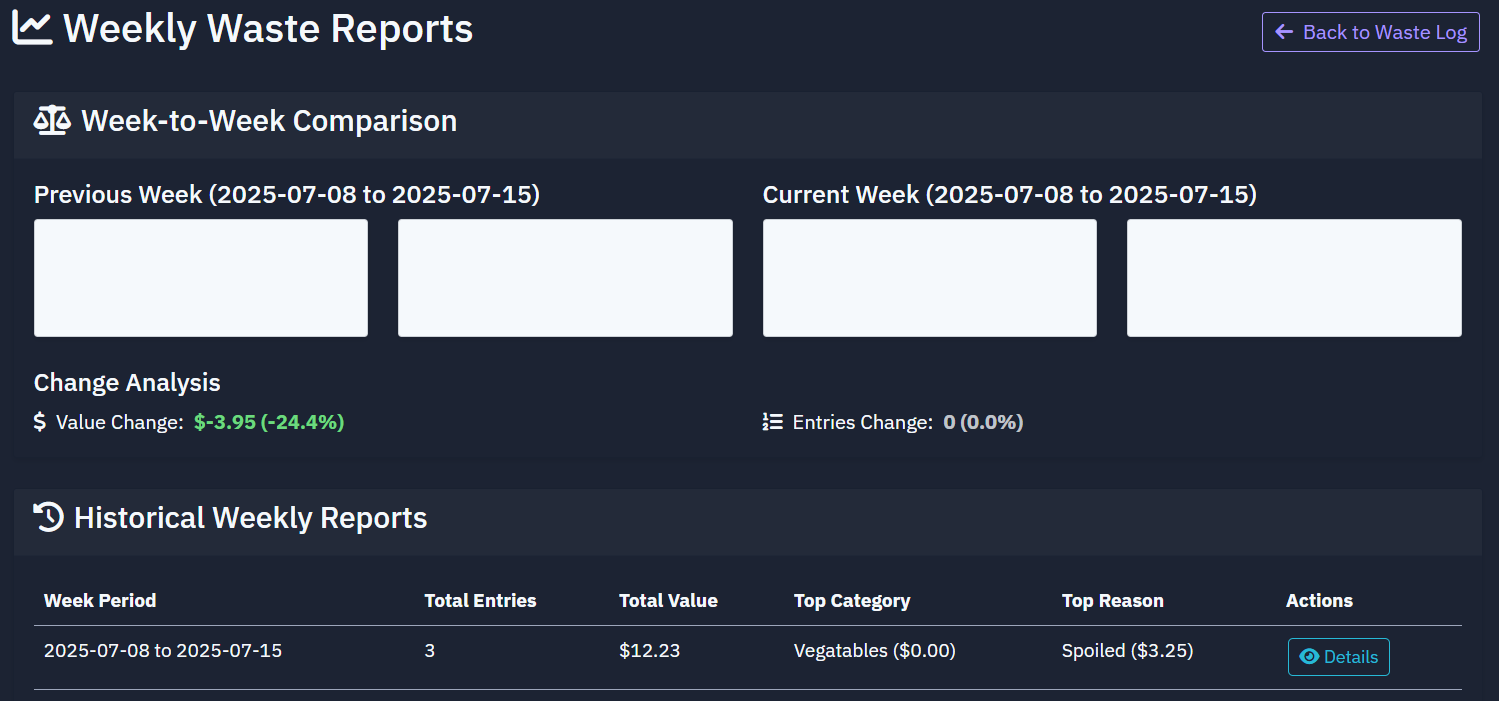 Weekly Waste Reports
Back to Waste Log
Week-to-Week Comparison
Previous Week (2025-07-08 to 2025-07-15)
Current Week (2025-07-08 to 2025-07-15)
Change Analysis
Value Change: $-3.95 (-24.4%)
Entries Change: 0 (0.0%)
Historical Weekly Reports
Week Period Total Entries Total Value Top Category Top Reason Actions
2025-07-08 to 2025-07-15 3 $12.23 Vegatables ($0.00) Spoiled ($3.25) Details